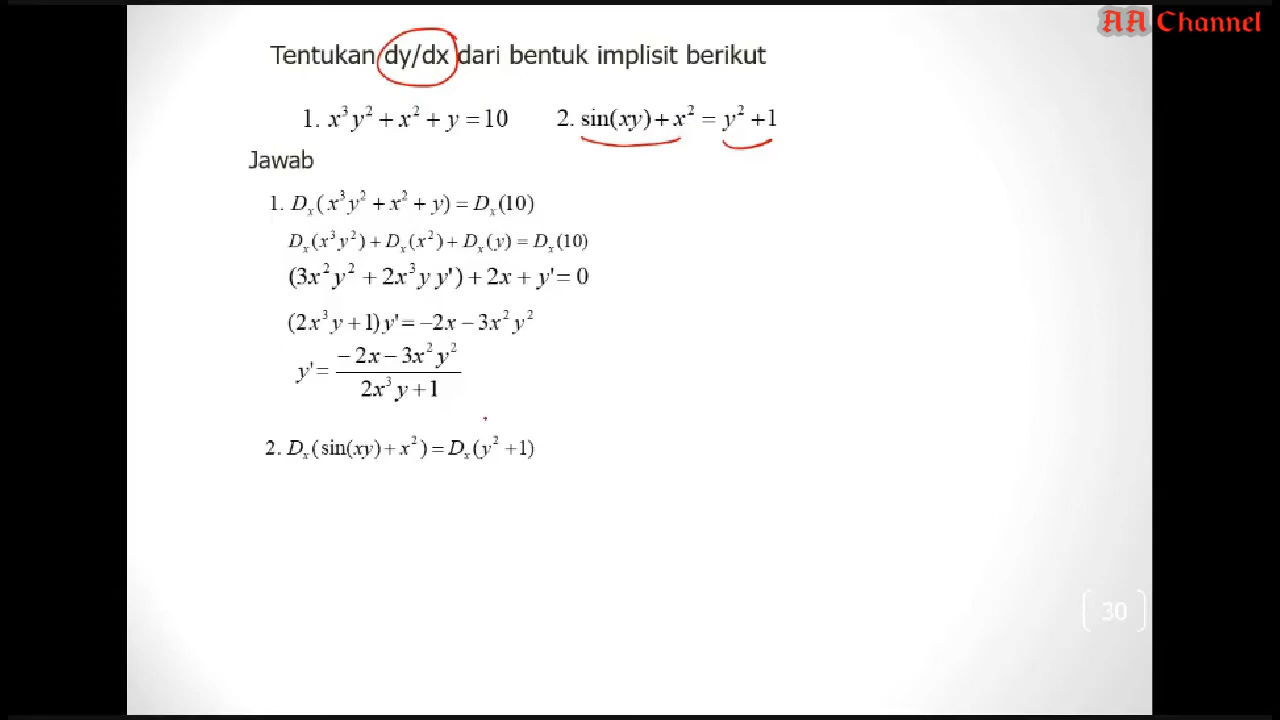 AA Channel
Tentukan dy/dx dari bentuk implisit berikut
1. x³y² + x² + y = 10 2. sin(xy) + x² = y² + 1
Jawab
1. Dₓ(x³y² + x² + y) = Dₓ(10)
Dₓ(x³y²) + Dₓ(x²) + Dₓ(y) = Dₓ(10)
(3x²y² + 2x³y y') + 2x + y' = 0
(2x³y + 1) y' = −2x − 3x²y²
y' = (−2x − 3x²y²) / (2x³y + 1)
2. Dₓ(sin(xy) + x²) = Dₓ(y² + 1)
[ 30 ]